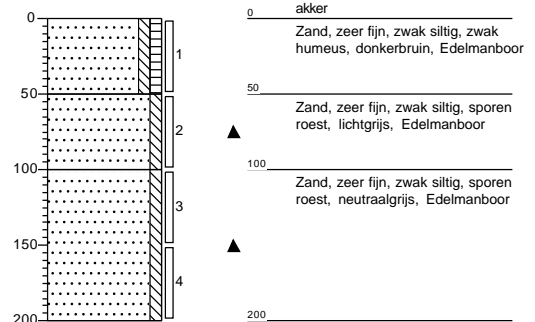 0
50
100
150
200
1
2
3
4
0
akker
Zand, zeer fijn, zwak siltig, zwak
humeus, donkerbruin, Edelmanboor
50
Zand, zeer fijn, zwak siltig, sporen
roest, lichtgrijs, Edelmanboor
100
Zand, zeer fijn, zwak siltig, sporen
roest, neutraalgrijs, Edelmanboor
200